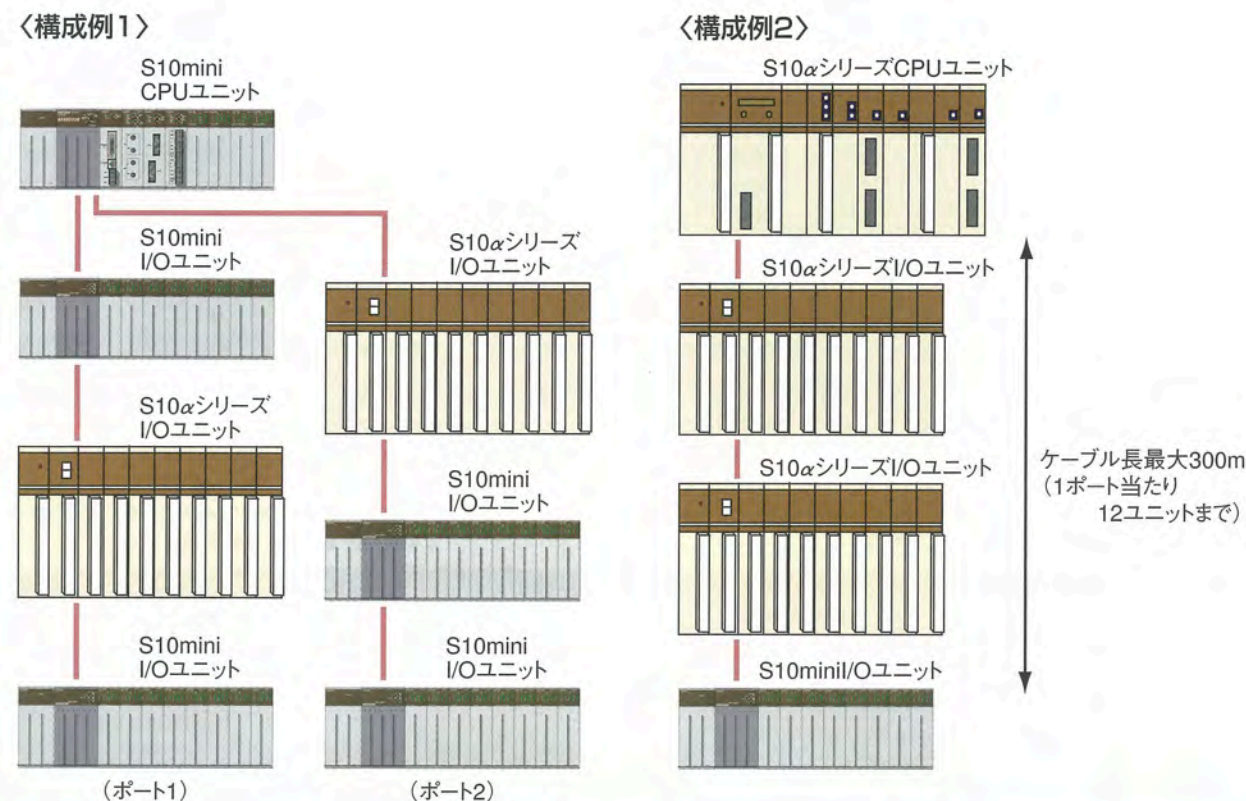 〈構成例1〉
S10mini
CPUユニット
S10mini
I/Oユニット
S10αシリーズ
I/Oユニット
S10αシリーズ
I/Oユニット
S10mini
I/Oユニット
S10mini
I/Oユニット
S10mini
I/Oユニット
(ポート1)
(ポート2)
〈構成例2〉
S10αシリーズCPUユニット
S10αシリーズI/Oユニット
S10αシリーズI/Oユニット
S10miniI/Oユニット
ケーブル長最大300m
(1ポート当たり
12ユニットまで)